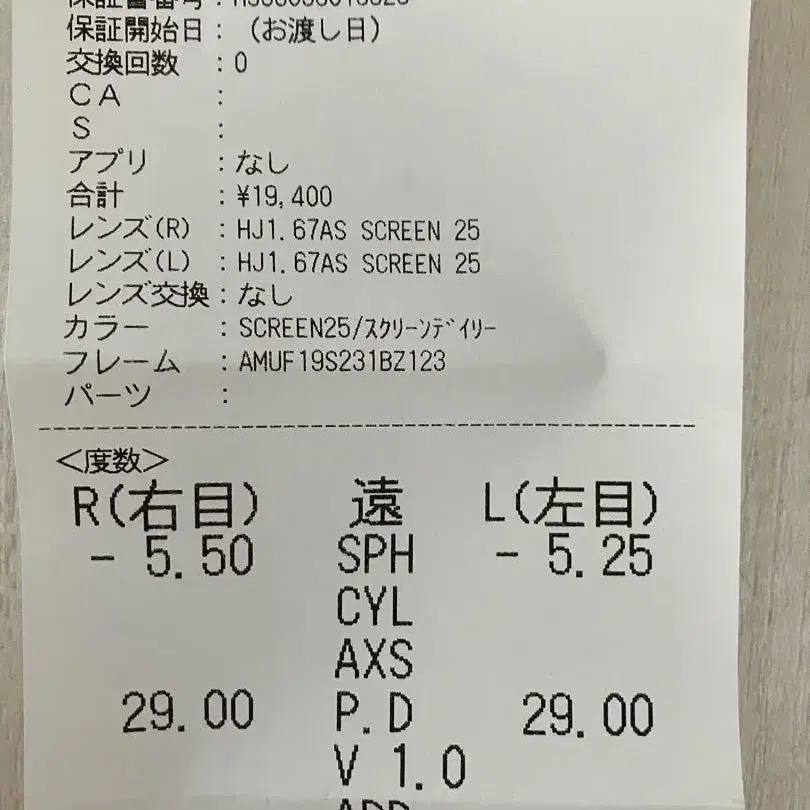 保証開始日：（お渡し日）
交換回数　：0
ＣＡ　　　：
Ｓ　　　　：
アプリ　　：なし
合計　　　：¥19,400
レンズ(R)　：HJ1.67AS SCREEN 25
レンズ(L)　：HJ1.67AS SCREEN 25
レンズ交換：なし
カラー　　：SCREEN25/ｽｸﾘｰﾝﾃﾞｲﾘｰ
フレーム　：AMUF19S231BZ123
パーツ　　：
＜度数＞
R(右目)　遠　L(左目)
- 5.50　SPH　- 5.25
CYL
AXS
29.00　P.D　29.00
V 1.0